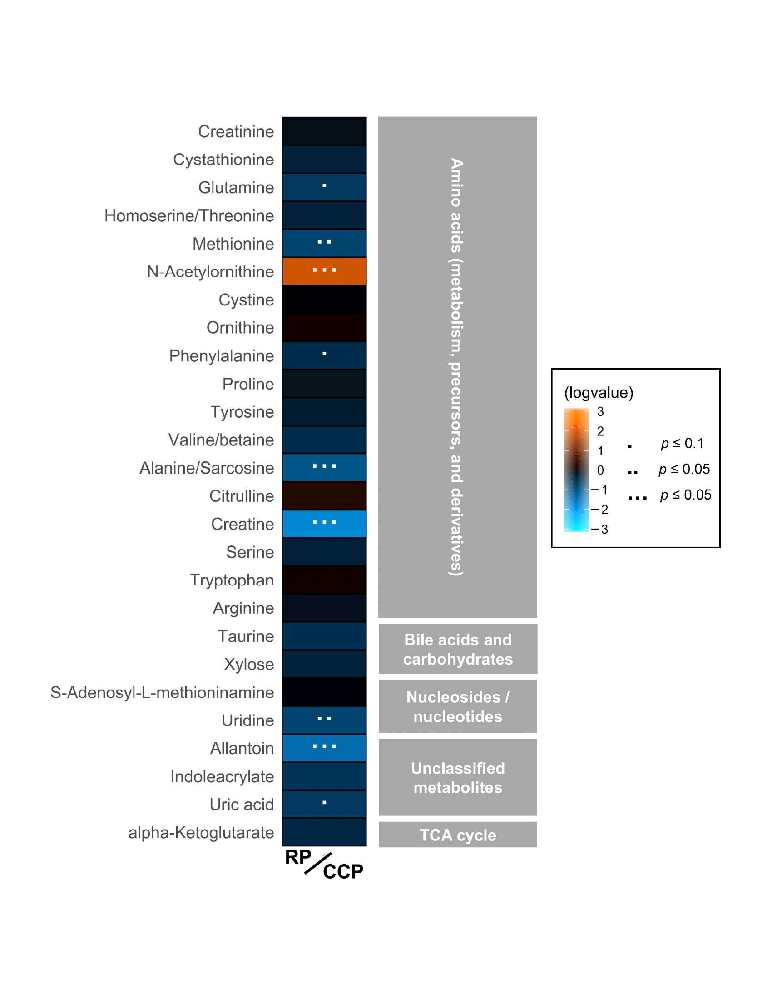 Creatinine
Cystathionine
Glutamine
Homoserine/Threonine
Methionine
N-Acetylornithine
Cystine
Ornithine
Phenylalanine
Proline
Tyrosine
Valine/betaine
Alanine/Sarcosine
Citrulline
Creatine
Serine
Tryptophan
Arginine
Taurine
Xylose
S-Adenosyl-L-methioninamine
Uridine
Allantoin
Indoleacrylate
Uric acid
alpha-Ketoglutarate
RP/CCP
Amino acids (metabolism, precursors, and derivatives)
Bile acids and
carbohydrates
Nucleosides /
nucleotides
Unclassified
metabolites
TCA cycle
(logvalue)
3
2
1
0
−1
−2
−3
. p ≤ 0.1
.. p ≤ 0.05
... p ≤ 0.05